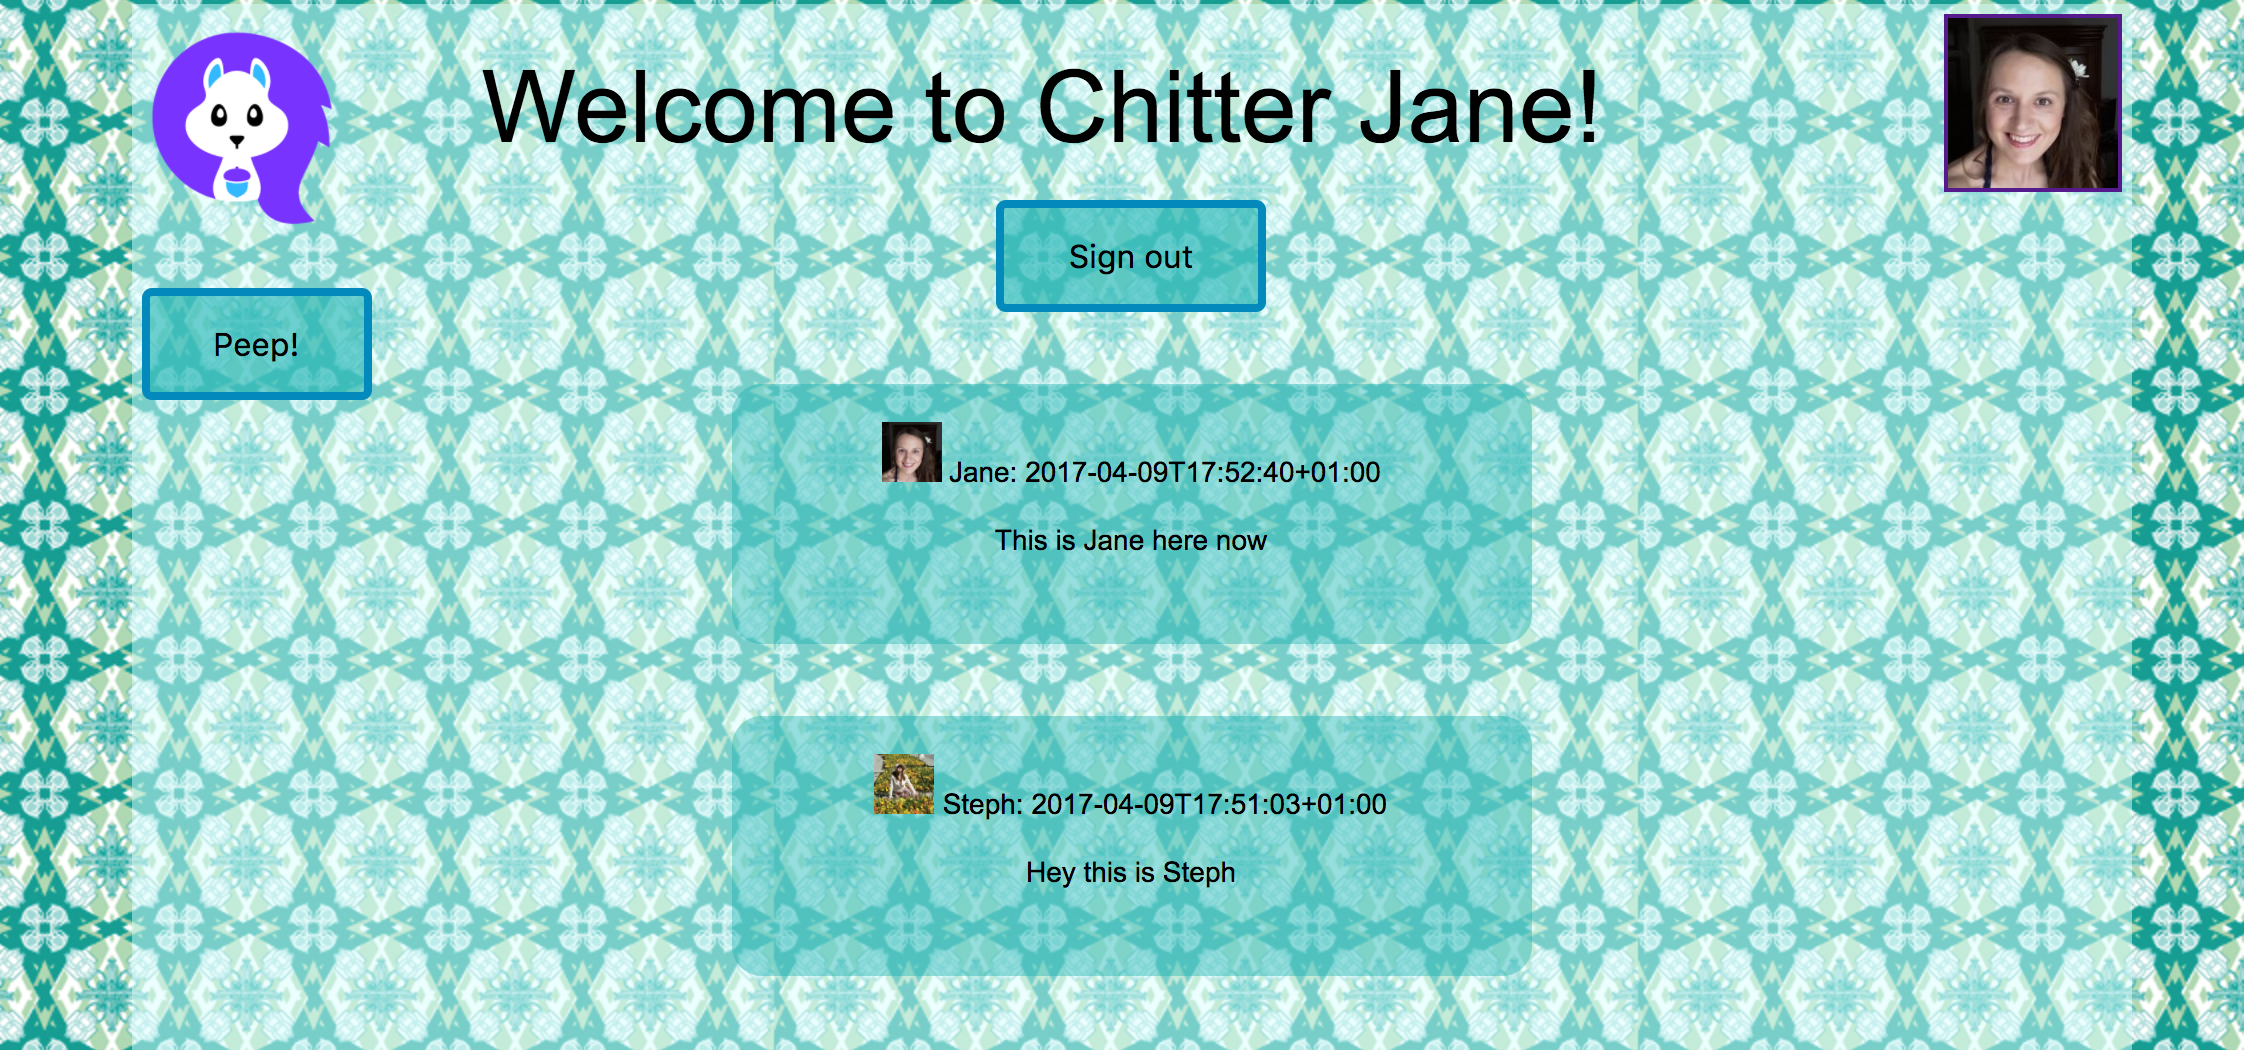 Welcome to Chitter Jane!
Sign out
Peep!
Jane: 2017-04-09T17:52:40+01:00
This is Jane here now
Steph: 2017-04-09T17:51:03+01:00
Hey this is Steph